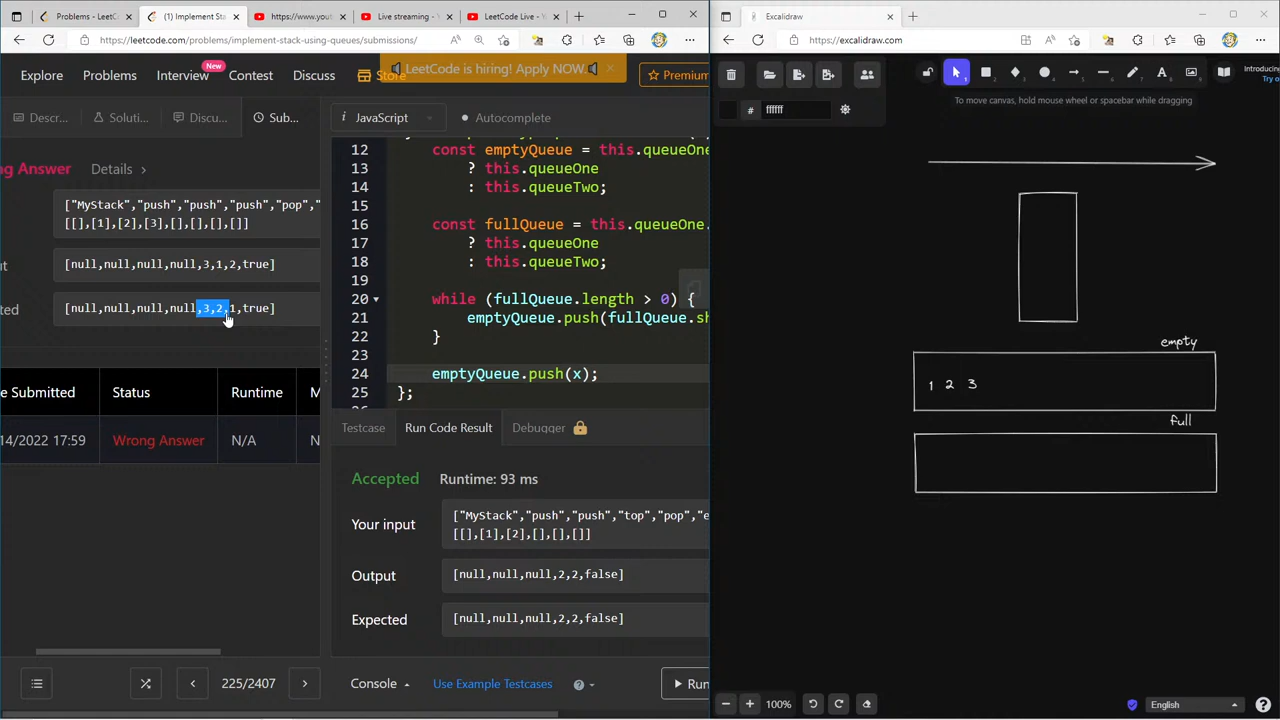 Problems - LeetC
(1) Implement Sta
https://www.yout
Live streaming - Y
LeetCode Live - Y
Excalidraw
https://leetcode.com/problems/implement-stack-using-queues/submissions/
https://excalidraw.com
LeetCode is hiring! Apply NOW.
Explore
Problems
Interview
New
Contest
Discuss
Store
Premium
Descr...
Soluti...
Discu...
Sub...
i
JavaScript
Autocomplete
ng Answer
Details
["MyStack","push","push","push","pop","
[[],[1],[2],[3],[],[],[],[]]
ut
[null,null,null,null,3,1,2,true]
ted
[null,null,null,null,3,2,1,true]
e Submitted
Status
Runtime
M
14/2022 17:59
Wrong Answer
N/A
N
12 const emptyQueue = this.queueOne
13 ? this.queueOne
14 : this.queueTwo;
15
16 const fullQueue = this.queueOne.
17 ? this.queueOne
18 : this.queueTwo;
19
20 while (fullQueue.length > 0) {
21 emptyQueue.push(fullQueue.sh
22 }
23
24 emptyQueue.push(x);
25 };
Testcase
Run Code Result
Debugger
Accepted
Runtime: 93 ms
Your input
["MyStack","push","push","top","pop","e
[[],[1],[2],[],[],[]]
Output
[null,null,null,2,2,false]
Expected
[null,null,null,2,2,false]
225/2407
Console
Use Example Testcases
Run
# ffffff
Introducing
Try o
To move canvas, hold mouse wheel or spacebar while dragging
empty
1 2 3
full
100%
English